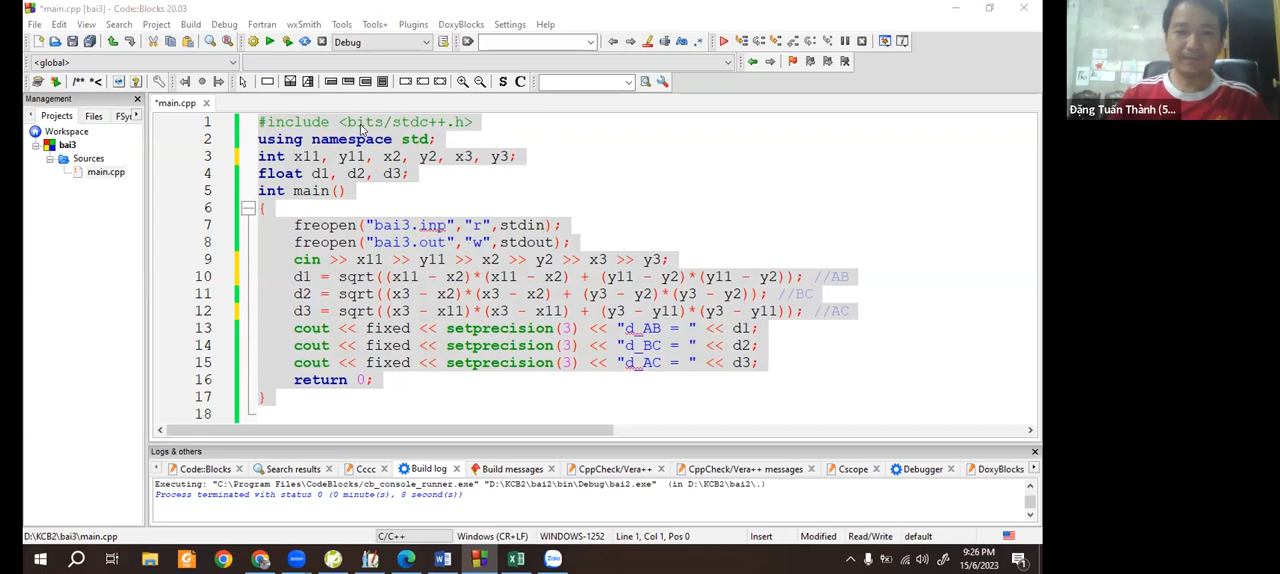 *main.cpp [bai3] - Code::Blocks 20.03
File Edit View Search Project Build Debug Fortran wxSmith Tools Tools+ Plugins DoxyBlocks Settings Help
Debug
<global>
/** *<
S C
Management
Projects Files FSy
Workspace
bai3
Sources
main.cpp
*main.cpp
1 #include <bits/stdc++.h>
2 using namespace std;
3 int x11, y11, x2, y2, x3, y3;
4 float d1, d2, d3;
5 int main()
6 {
7 freopen("bai3.inp","r",stdin);
8 freopen("bai3.out","w",stdout);
9 cin >> x11 >> y11 >> x2 >> y2 >> x3 >> y3;
10 d1 = sqrt((x11 - x2)*(x11 - x2) + (y11 - y2)*(y11 - y2)); //AB
11 d2 = sqrt((x3 - x2)*(x3 - x2) + (y3 - y2)*(y3 - y2)); //BC
12 d3 = sqrt((x3 - x11)*(x3 - x11) + (y3 - y11)*(y3 - y11)); //AC
13 cout << fixed << setprecision(3) << "d_AB = " << d1;
14 cout << fixed << setprecision(3) << "d_BC = " << d2;
15 cout << fixed << setprecision(3) << "d_AC = " << d3;
16 return 0;
17 }
18
Logs & others
Code::Blocks Search results Cccc Build log Build messages CppCheck/Vera++ CppCheck/Vera++ messages Cscope Debugger DoxyBlocks
Executing: "C:\Program Files\CodeBlocks/cb_console_runner.exe" "D:\KCB2\bai2\bin\Debug\bai2.exe" (in D:\KCB2\bai2\.)
Process terminated with status 0 (0 minute(s), 8 second(s))
D:\KCB2\bai3\main.cpp C/C++ Windows (CR+LF) WINDOWS-1252 Line 1, Col 1, Pos 0 Insert Modified Read/Write default
9:26 PM
15/6/2023
Đặng Tuấn Thành (5...